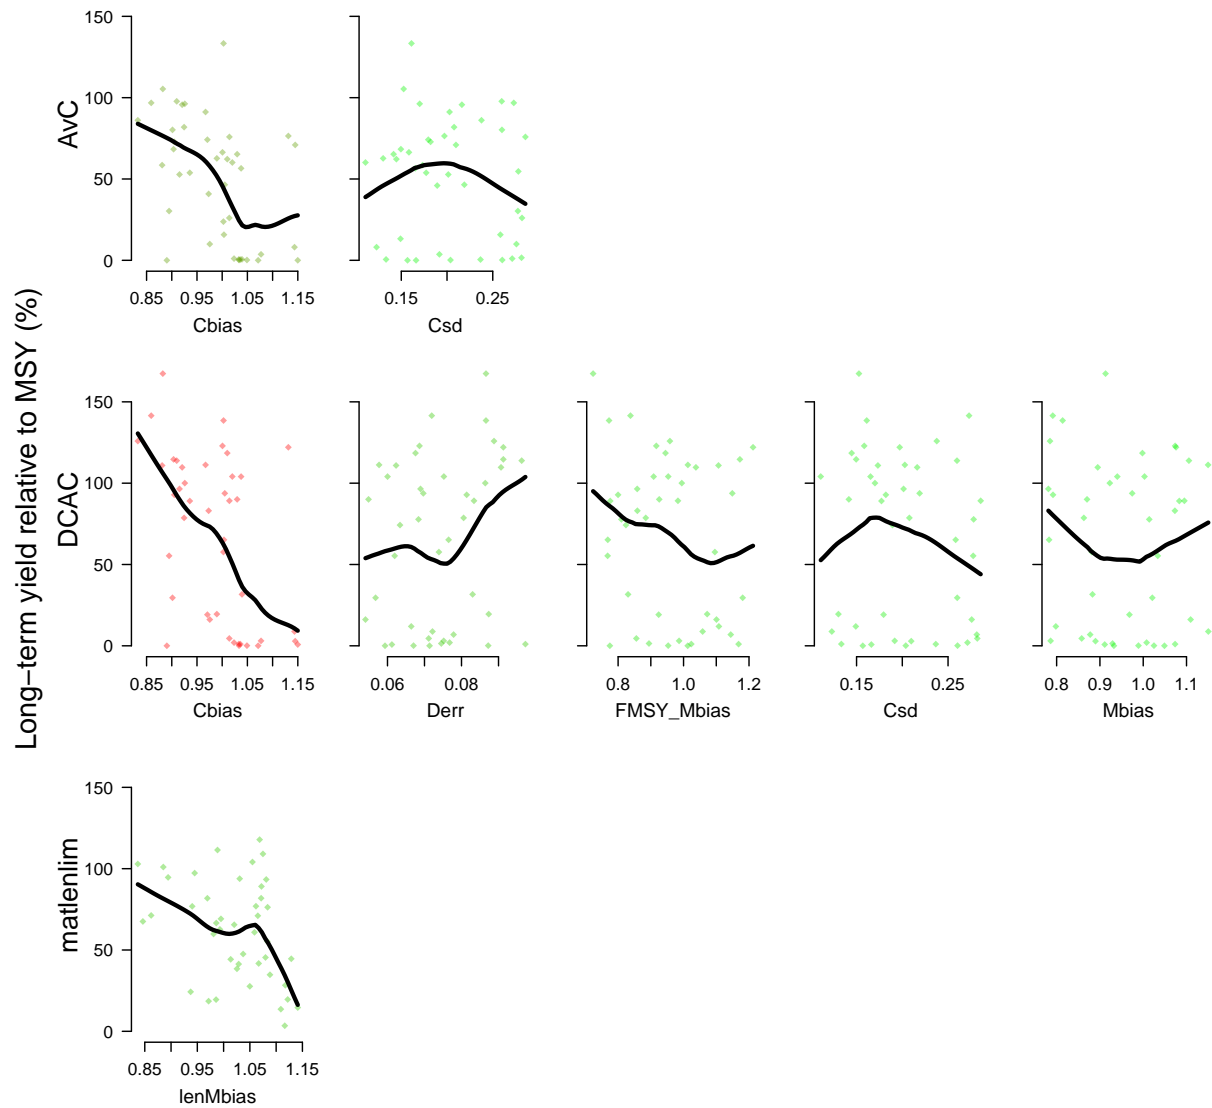 Long−term yield relative to MSY (%)
AvC
150
100
50
0
0.85 0.95 1.05 1.15
Cbias
0.15 0.25
Csd
DCAC
150
100
50
0
0.85 0.95 1.05 1.15
Cbias
0.06 0.08
Derr
0.8 1.0 1.2
FMSY_Mbias
0.15 0.25
Csd
0.8 0.9 1.0 1.1
Mbias
matlenlim
150
100
50
0
0.85 0.95 1.05 1.15
lenMbias